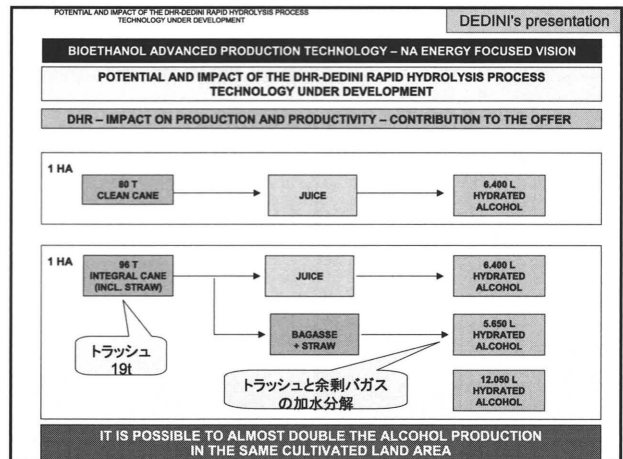 POTENTIAL AND IMPACT OF THE DHR-DEDINI RAPID HYDROLYSIS PROCESS
TECHNOLOGY UNDER DEVELOPMENT
DEDINI's presentation
BIOETHANOL ADVANCED PRODUCTION TECHNOLOGY – NA ENERGY FOCUSED VISION
POTENTIAL AND IMPACT OF THE DHR-DEDINI RAPID HYDROLYSIS PROCESS
TECHNOLOGY UNDER DEVELOPMENT
DHR – IMPACT ON PRODUCTION AND PRODUCTIVITY – CONTRIBUTION TO THE OFFER
1 HA
80 T
CLEAN CANE
JUICE
6.400 L
HYDRATED
ALCOHOL
1 HA
96 T
INTEGRAL CANE
(INCL. STRAW)
JUICE
6.400 L
HYDRATED
ALCOHOL
BAGASSE
+ STRAW
5.650 L
HYDRATED
ALCOHOL
トラッシュ
19t
トラッシュと余剰バガス
の加水分解
12.050 L
HYDRATED
ALCOHOL
IT IS POSSIBLE TO ALMOST DOUBLE THE ALCOHOL PRODUCTION
IN THE SAME CULTIVATED LAND AREA